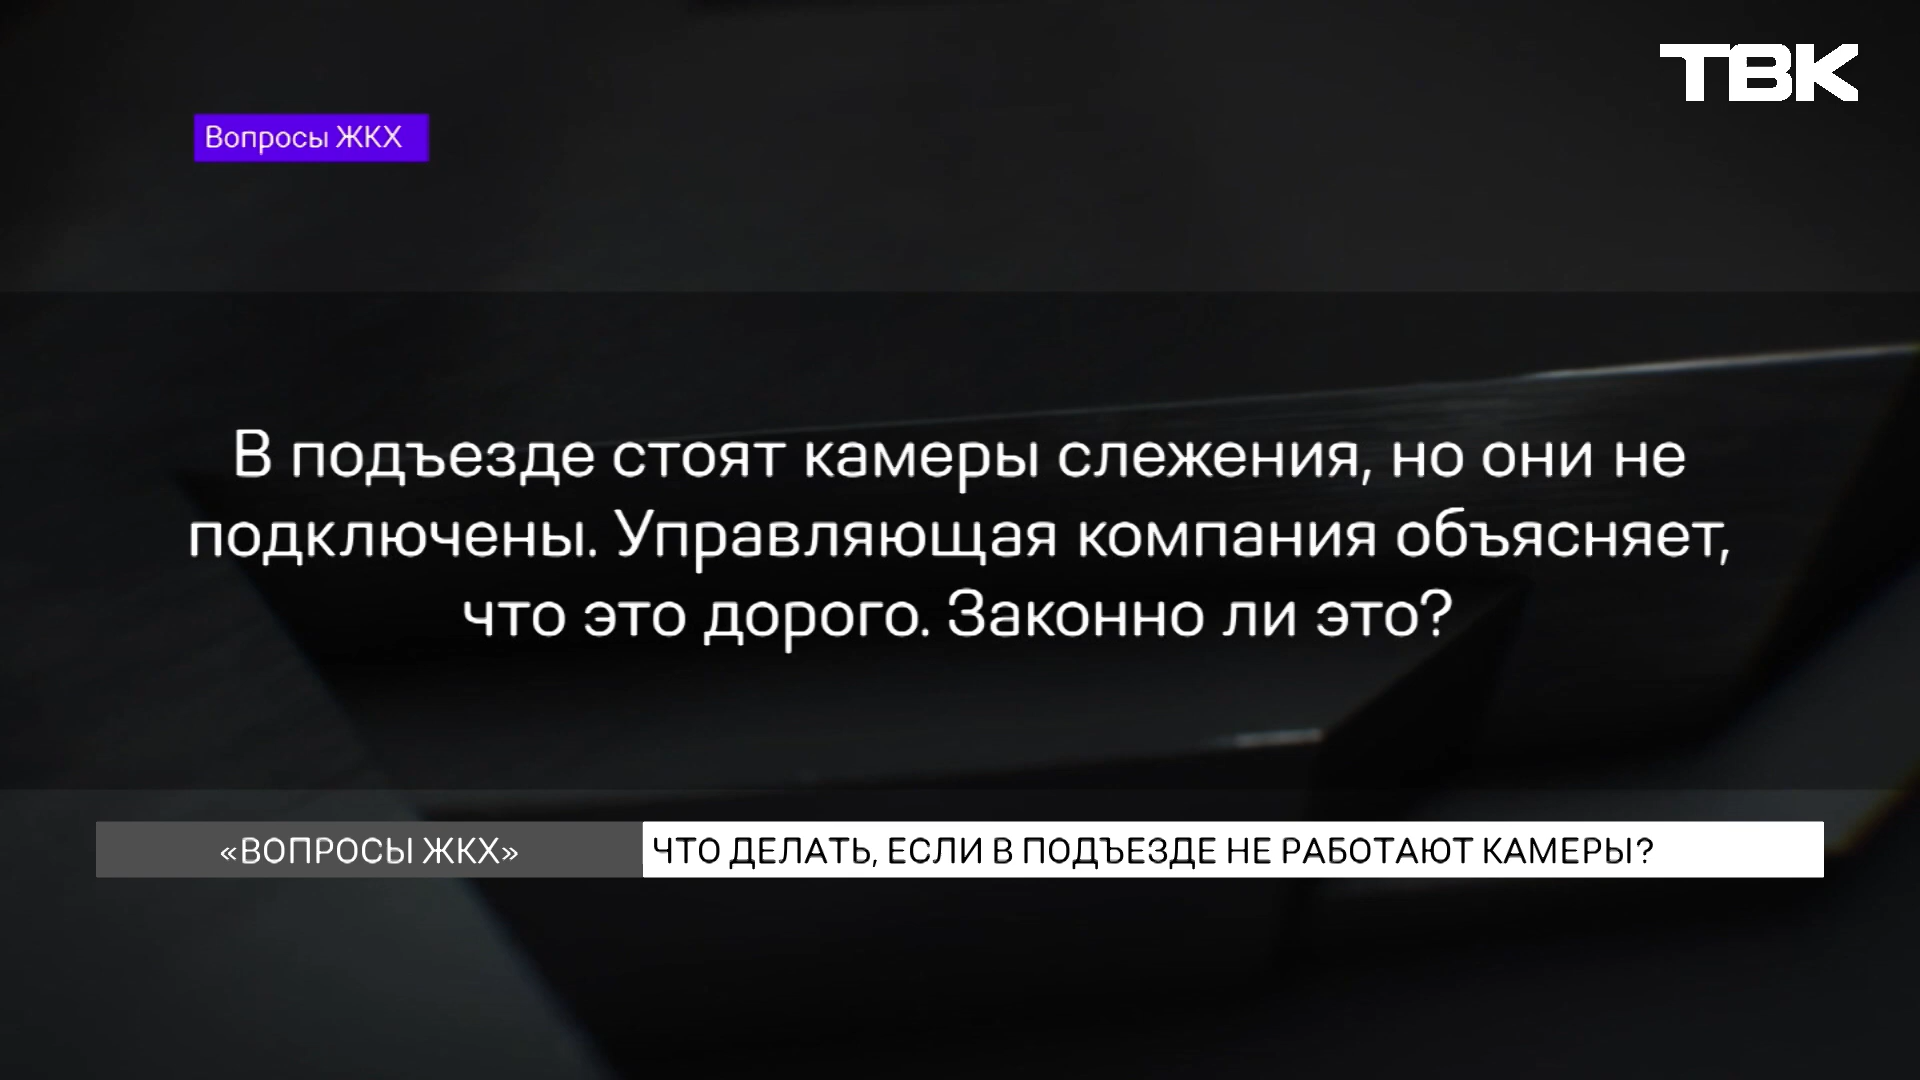 ТВК
Вопросы ЖКХ
В подъезде стоят камеры слежения, но они не
подключены. Управляющая компания объясняет,
что это дорого. Законно ли это?
«ВОПРОСЫ ЖКХ»
ЧТО ДЕЛАТЬ, ЕСЛИ В ПОДЪЕЗДЕ НЕ РАБОТАЮТ КАМЕРЫ?